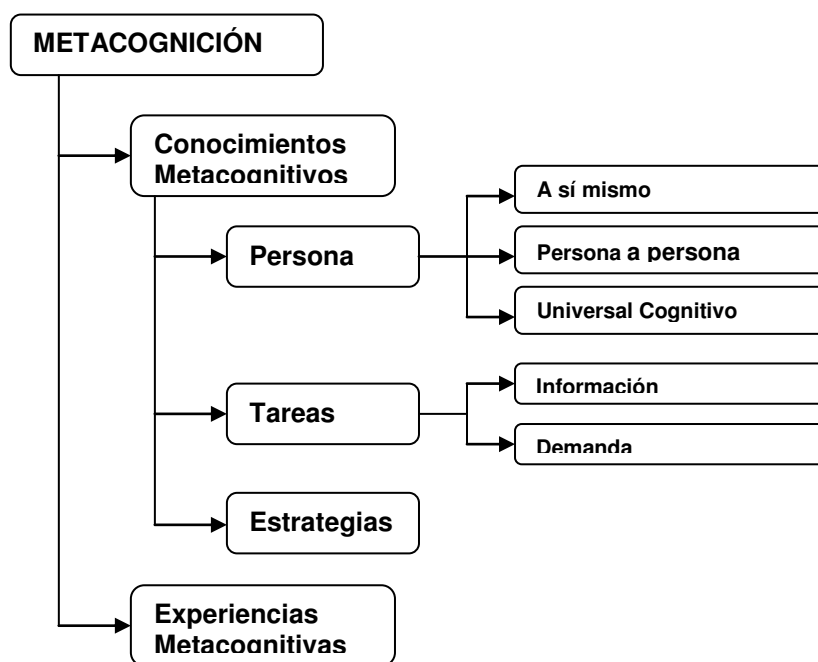 METACOGNICIÓN
Conocimientos
Metacognitivos
A sí mismo
Persona
Persona a persona
Universal Cognitivo
Información
Tareas
Demanda
Estrategias
Experiencias
Metacognitivas